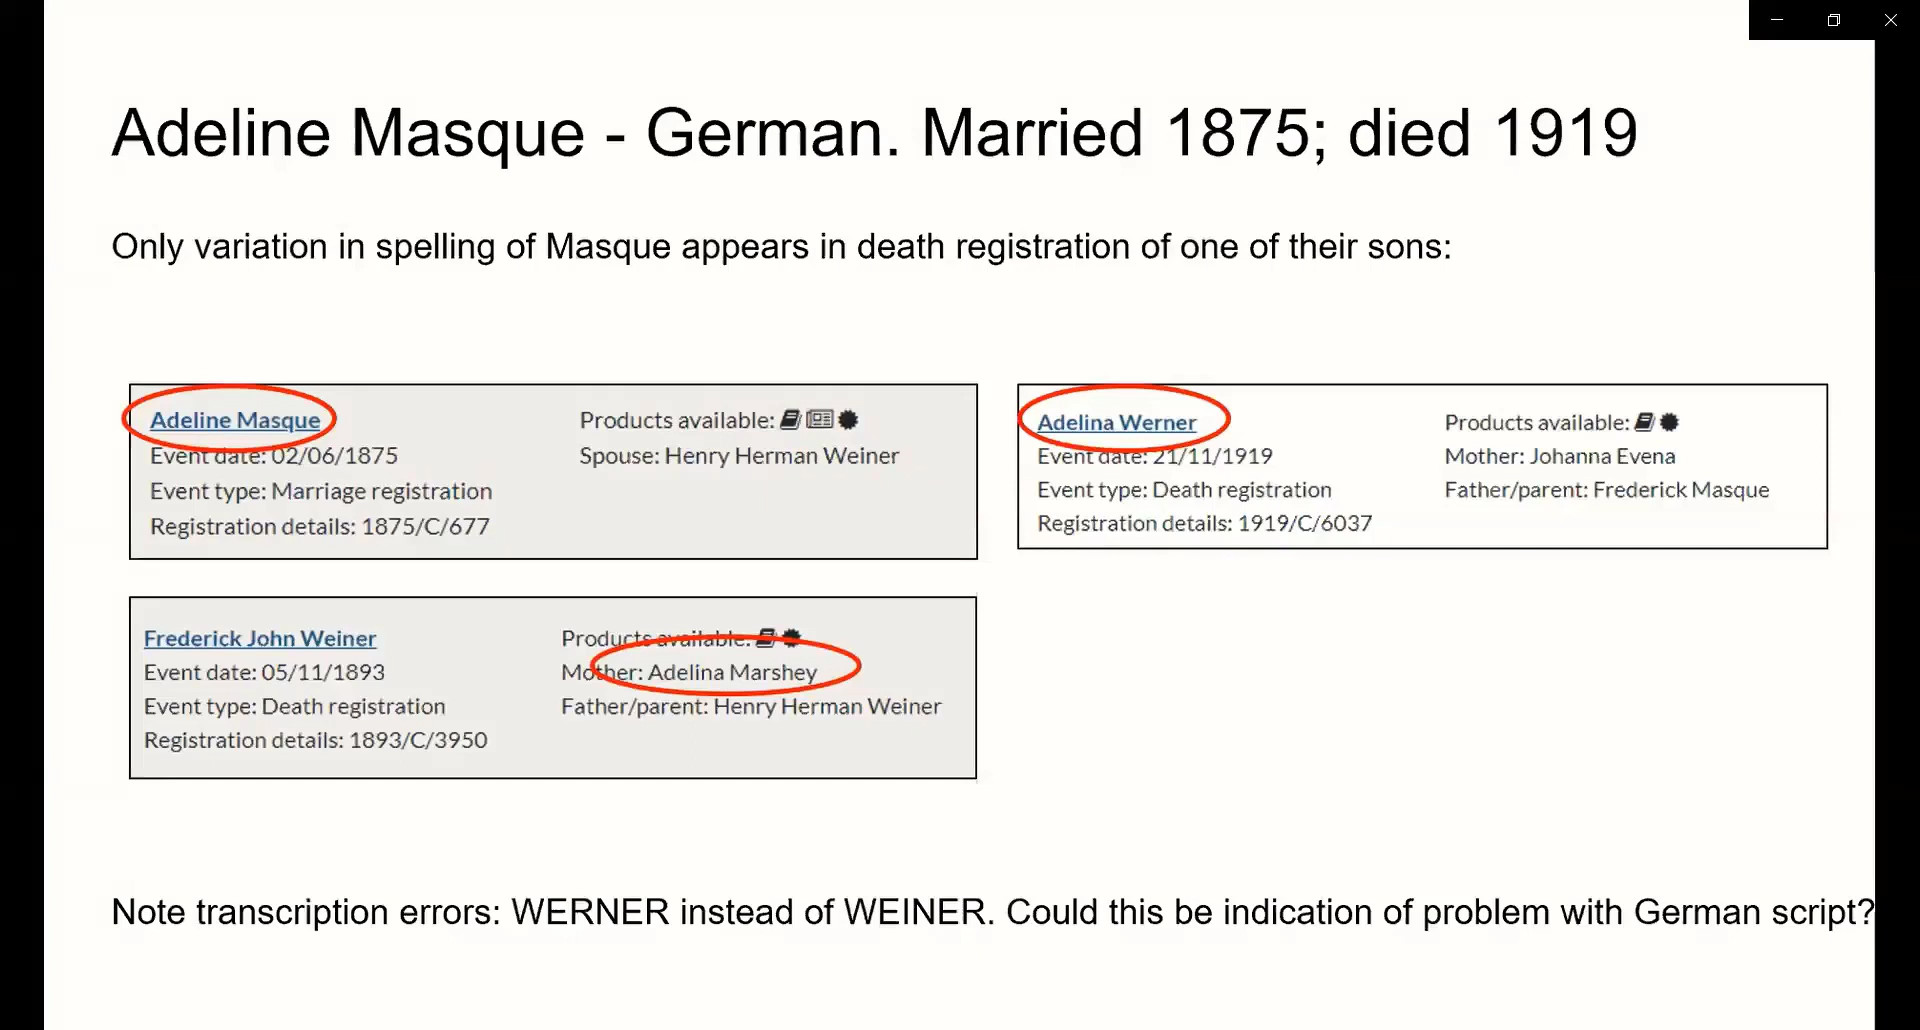 Adeline Masque - German. Married 1875; died 1919
Only variation in spelling of Masque appears in death registration of one of their sons:
Adeline Masque
Event date: 02/06/1875
Event type: Marriage registration
Registration details: 1875/C/677
Products available:
Spouse: Henry Herman Weiner
Adelina Werner
Event date: 21/11/1919
Event type: Death registration
Registration details: 1919/C/6037
Products available:
Mother: Johanna Evena
Father/parent: Frederick Masque
Frederick John Weiner
Event date: 05/11/1893
Event type: Death registration
Registration details: 1893/C/3950
Products available:
Mother: Adelina Marshey
Father/parent: Henry Herman Weiner
Note transcription errors: WERNER instead of WEINER. Could this be indication of problem with German script?